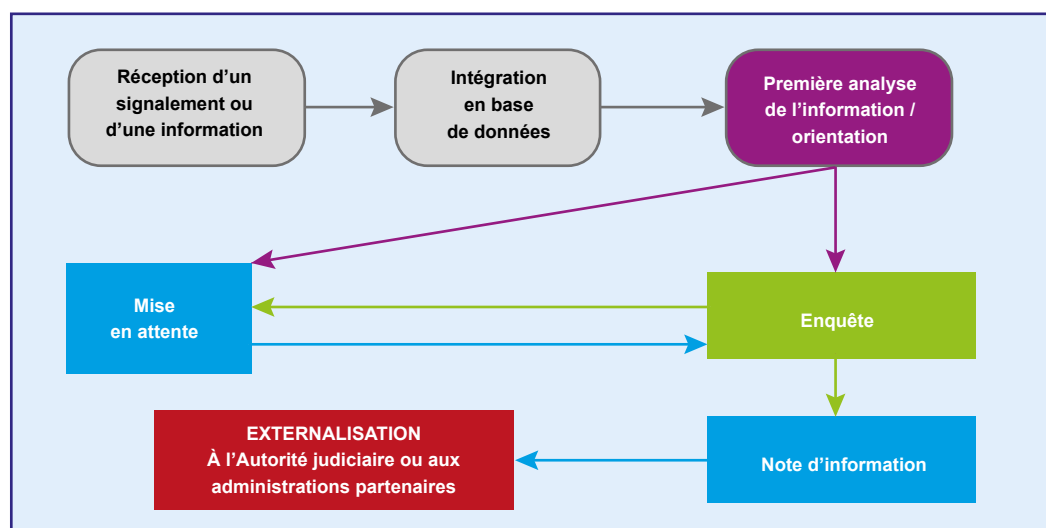 Réception d’un
signalement ou
d’une information
Intégration
en base
de données
Première analyse
de l’information /
orientation
Mise
en attente
Enquête
EXTERNALISATION
À l’Autorité judiciaire ou aux
administrations partenaires
Note d’information